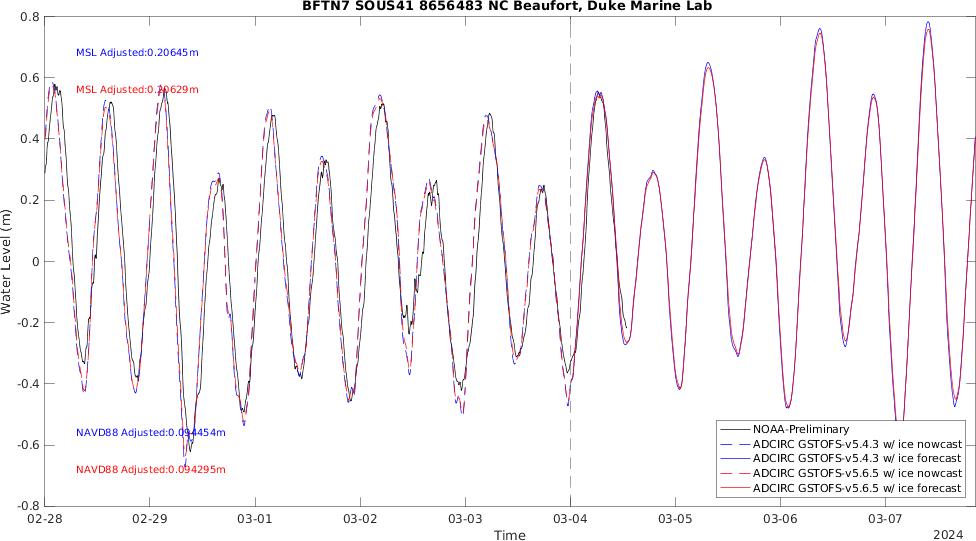 BFTN7 SOUS41 8656483 NC Beaufort, Duke Marine Lab
0.8
0.6
0.4
0.2
0
-0.2
-0.4
-0.6
-0.8
Water Level (m)
MSL Adjusted:0.20645m
MSL Adjusted:0.20629m
NAVD88 Adjusted:0.094454m
NAVD88 Adjusted:0.094295m
NOAA-Preliminary
ADCIRC GSTOFS-v5.4.3 w/ ice nowcast
ADCIRC GSTOFS-v5.4.3 w/ ice forecast
ADCIRC GSTOFS-v5.6.5 w/ ice nowcast
ADCIRC GSTOFS-v5.6.5 w/ ice forecast
02-28 02-29 03-01 03-02 03-03 03-04 03-05 03-06 03-07
Time
2024